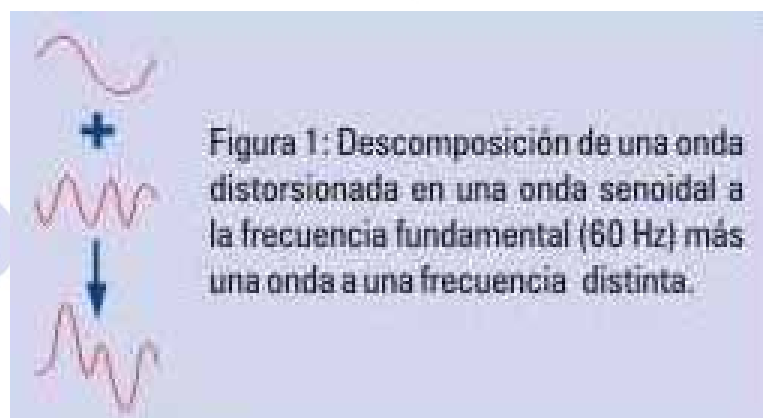 Figura 1: Descomposición de una onda
distorsionada en una onda senoidal a
la frecuencia fundamental (60 Hz) más
una onda a una frecuencia distinta.